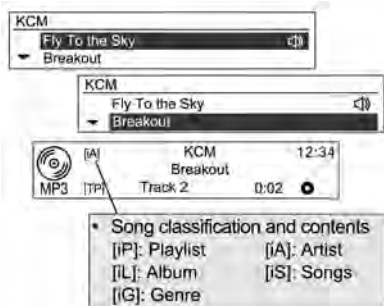 KCM
Fly To the Sky
Breakout
KCM
Fly To the Sky
Breakout
[iA] KCM 12:34
Breakout
MP3 [TP] Track 2 0:02
• Song classification and contents
[iP]: Playlist [iA]: Artist
[iL]: Album [iS]: Songs
[iG]: Genre